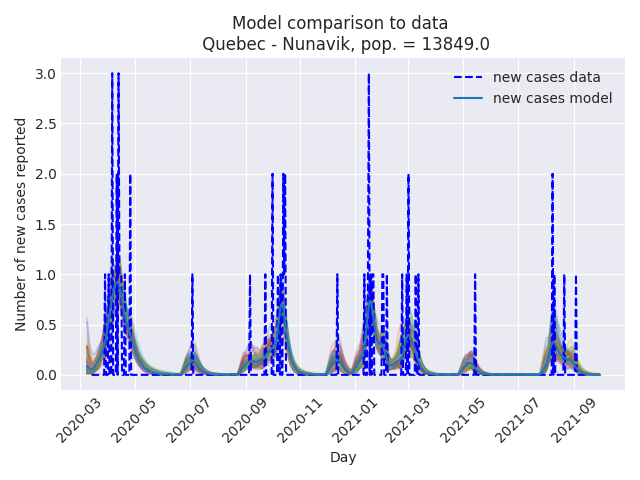 Model comparison to data
Quebec - Nunavik, pop. = 13849.0
new cases data
new cases model
Number of new cases reported
3.0
2.5
2.0
1.5
1.0
0.5
0.0
2020-03
2020-05
2020-07
2020-09
2020-11
2021-01
2021-03
2021-05
2021-07
2021-09
Day